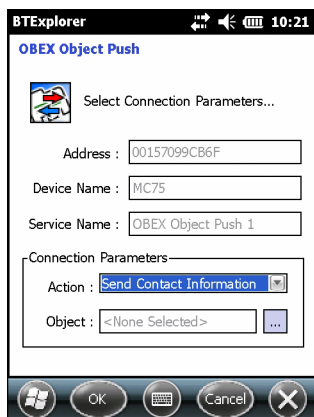 BTExplorer 10:21
OBEX Object Push
Select Connection Parameters...
Address : 00157099CB6F
Device Name : MC75
Service Name : OBEX Object Push 1
Connection Parameters
Action : Send Contact Information
Object : <None Selected> ...
OK Cancel